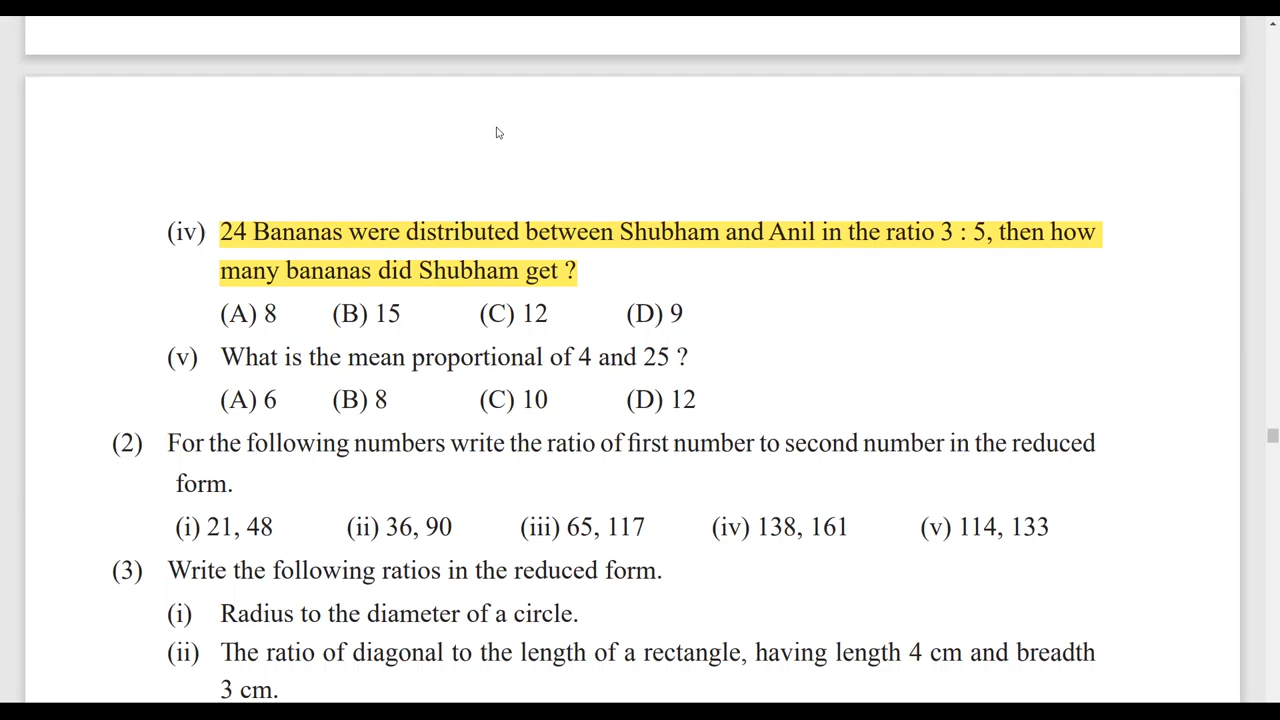 (iv) 24 Bananas were distributed between Shubham and Anil in the ratio 3 : 5, then how
many bananas did Shubham get ?
(A) 8 (B) 15 (C) 12 (D) 9
(v) What is the mean proportional of 4 and 25 ?
(A) 6 (B) 8 (C) 10 (D) 12
(2) For the following numbers write the ratio of first number to second number in the reduced
form.
(i) 21, 48 (ii) 36, 90 (iii) 65, 117 (iv) 138, 161 (v) 114, 133
(3) Write the following ratios in the reduced form.
(i) Radius to the diameter of a circle.
(ii) The ratio of diagonal to the length of a rectangle, having length 4 cm and breadth
3 cm.